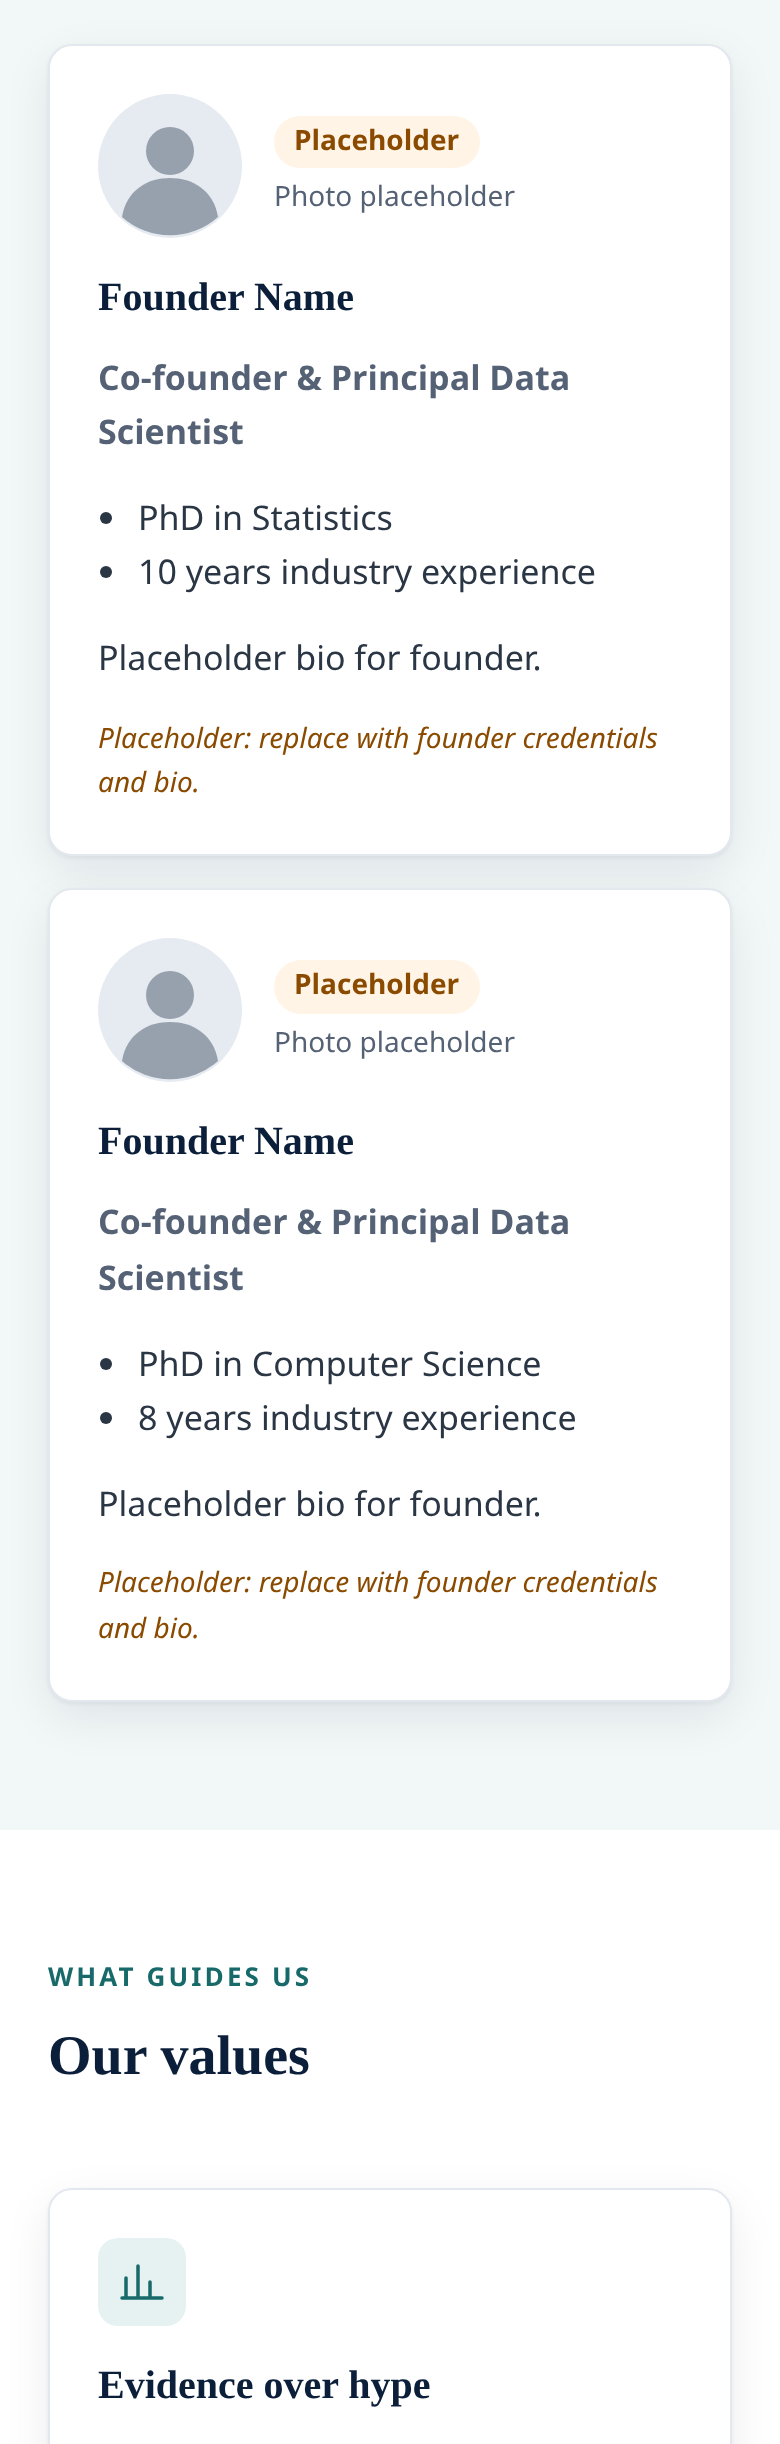 Placeholder
Photo placeholder
Founder Name
Co-founder & Principal Data
Scientist
• PhD in Statistics
• 10 years industry experience
Placeholder bio for founder.
Placeholder: replace with founder credentials
and bio.
Placeholder
Photo placeholder
Founder Name
Co-founder & Principal Data
Scientist
• PhD in Computer Science
• 8 years industry experience
Placeholder bio for founder.
Placeholder: replace with founder credentials
and bio.
WHAT GUIDES US
Our values
Evidence over hype